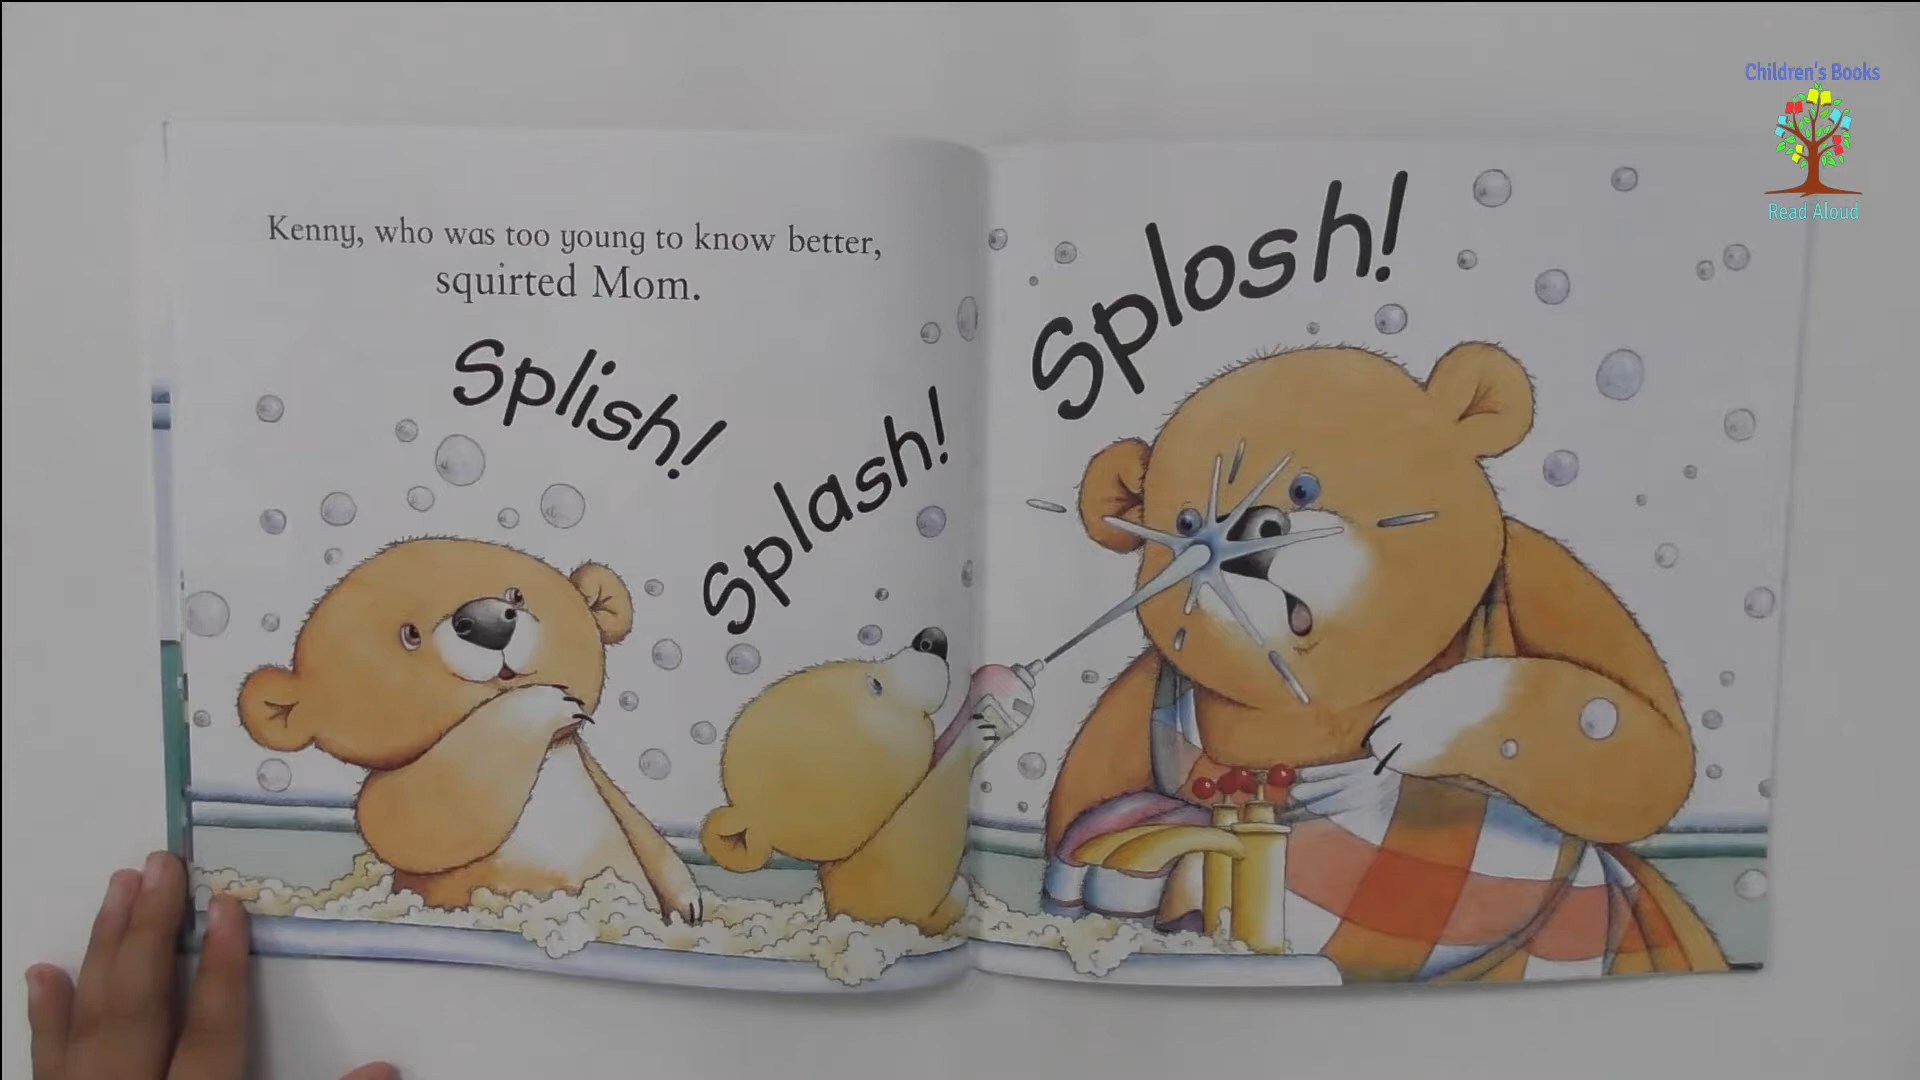 Kenny, who was too young to know better,
squirted Mom.
Splish!
Splash!
Splosh!
Children's Books
Read Aloud